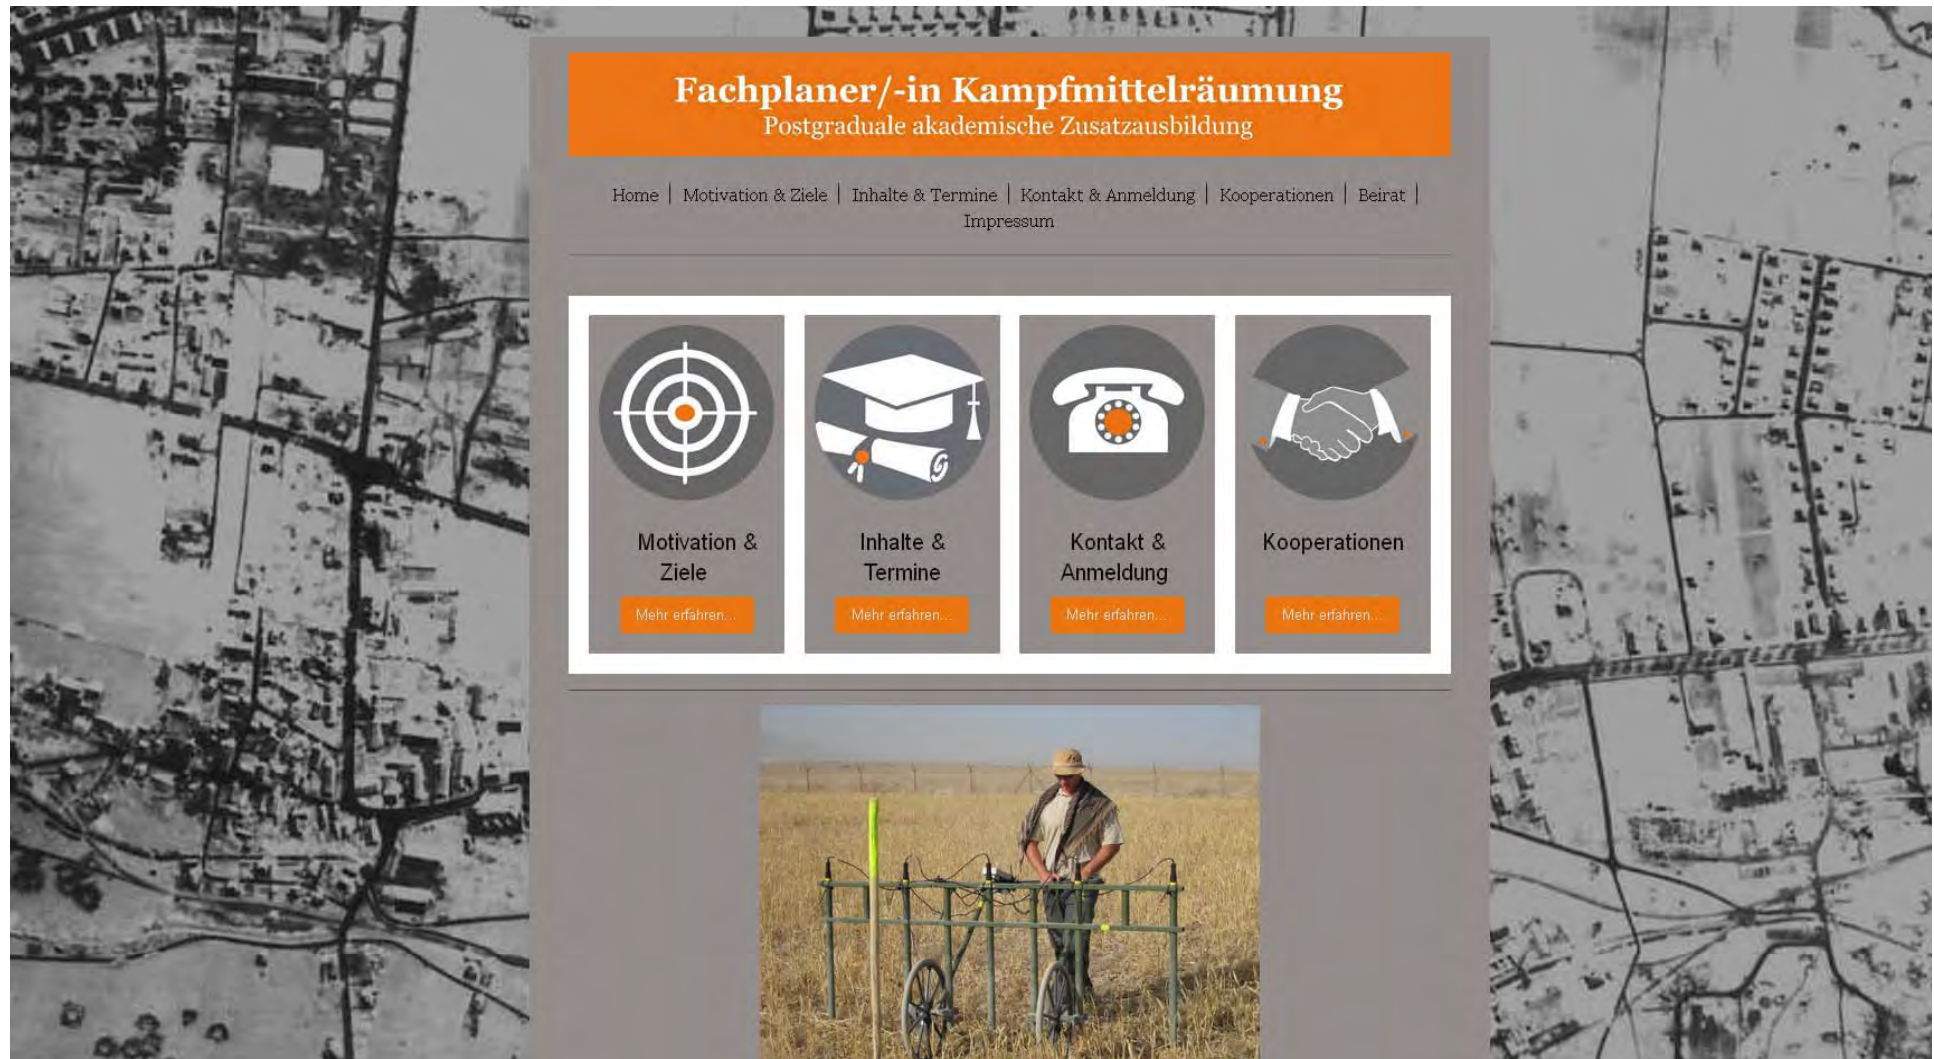 Fachplaner/-in Kampfmittelräumung
Postgraduale akademische Zusatzausbildung
Home | Motivation & Ziele | Inhalte & Termine | Kontakt & Anmeldung | Kooperationen | Beirat |
Impressum
Motivation &
Ziele
Mehr erfahren...
Inhalte &
Termine
Mehr erfahren...
Kontakt &
Anmeldung
Mehr erfahren...
Kooperationen
Mehr erfahren...